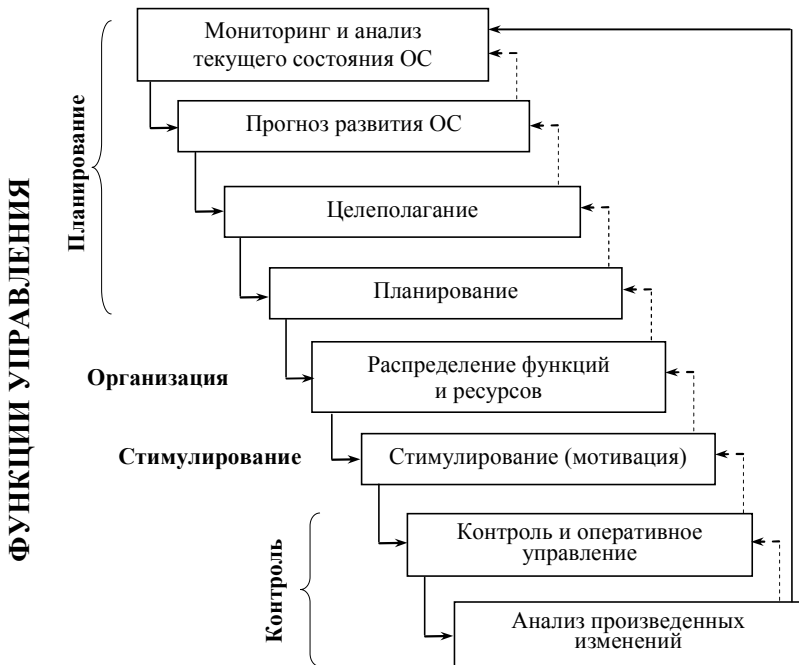 ФУНКЦИИ УПРАВЛЕНИЯ
Планирование
Мониторинг и анализ
текущего состояния ОС
Прогноз развития ОС
Целеполагание
Планирование
Организация
Распределение функций
и ресурсов
Стимулирование
Стимулирование (мотивация)
Контроль
Контроль и оперативное
управление
Анализ произведенных
изменений